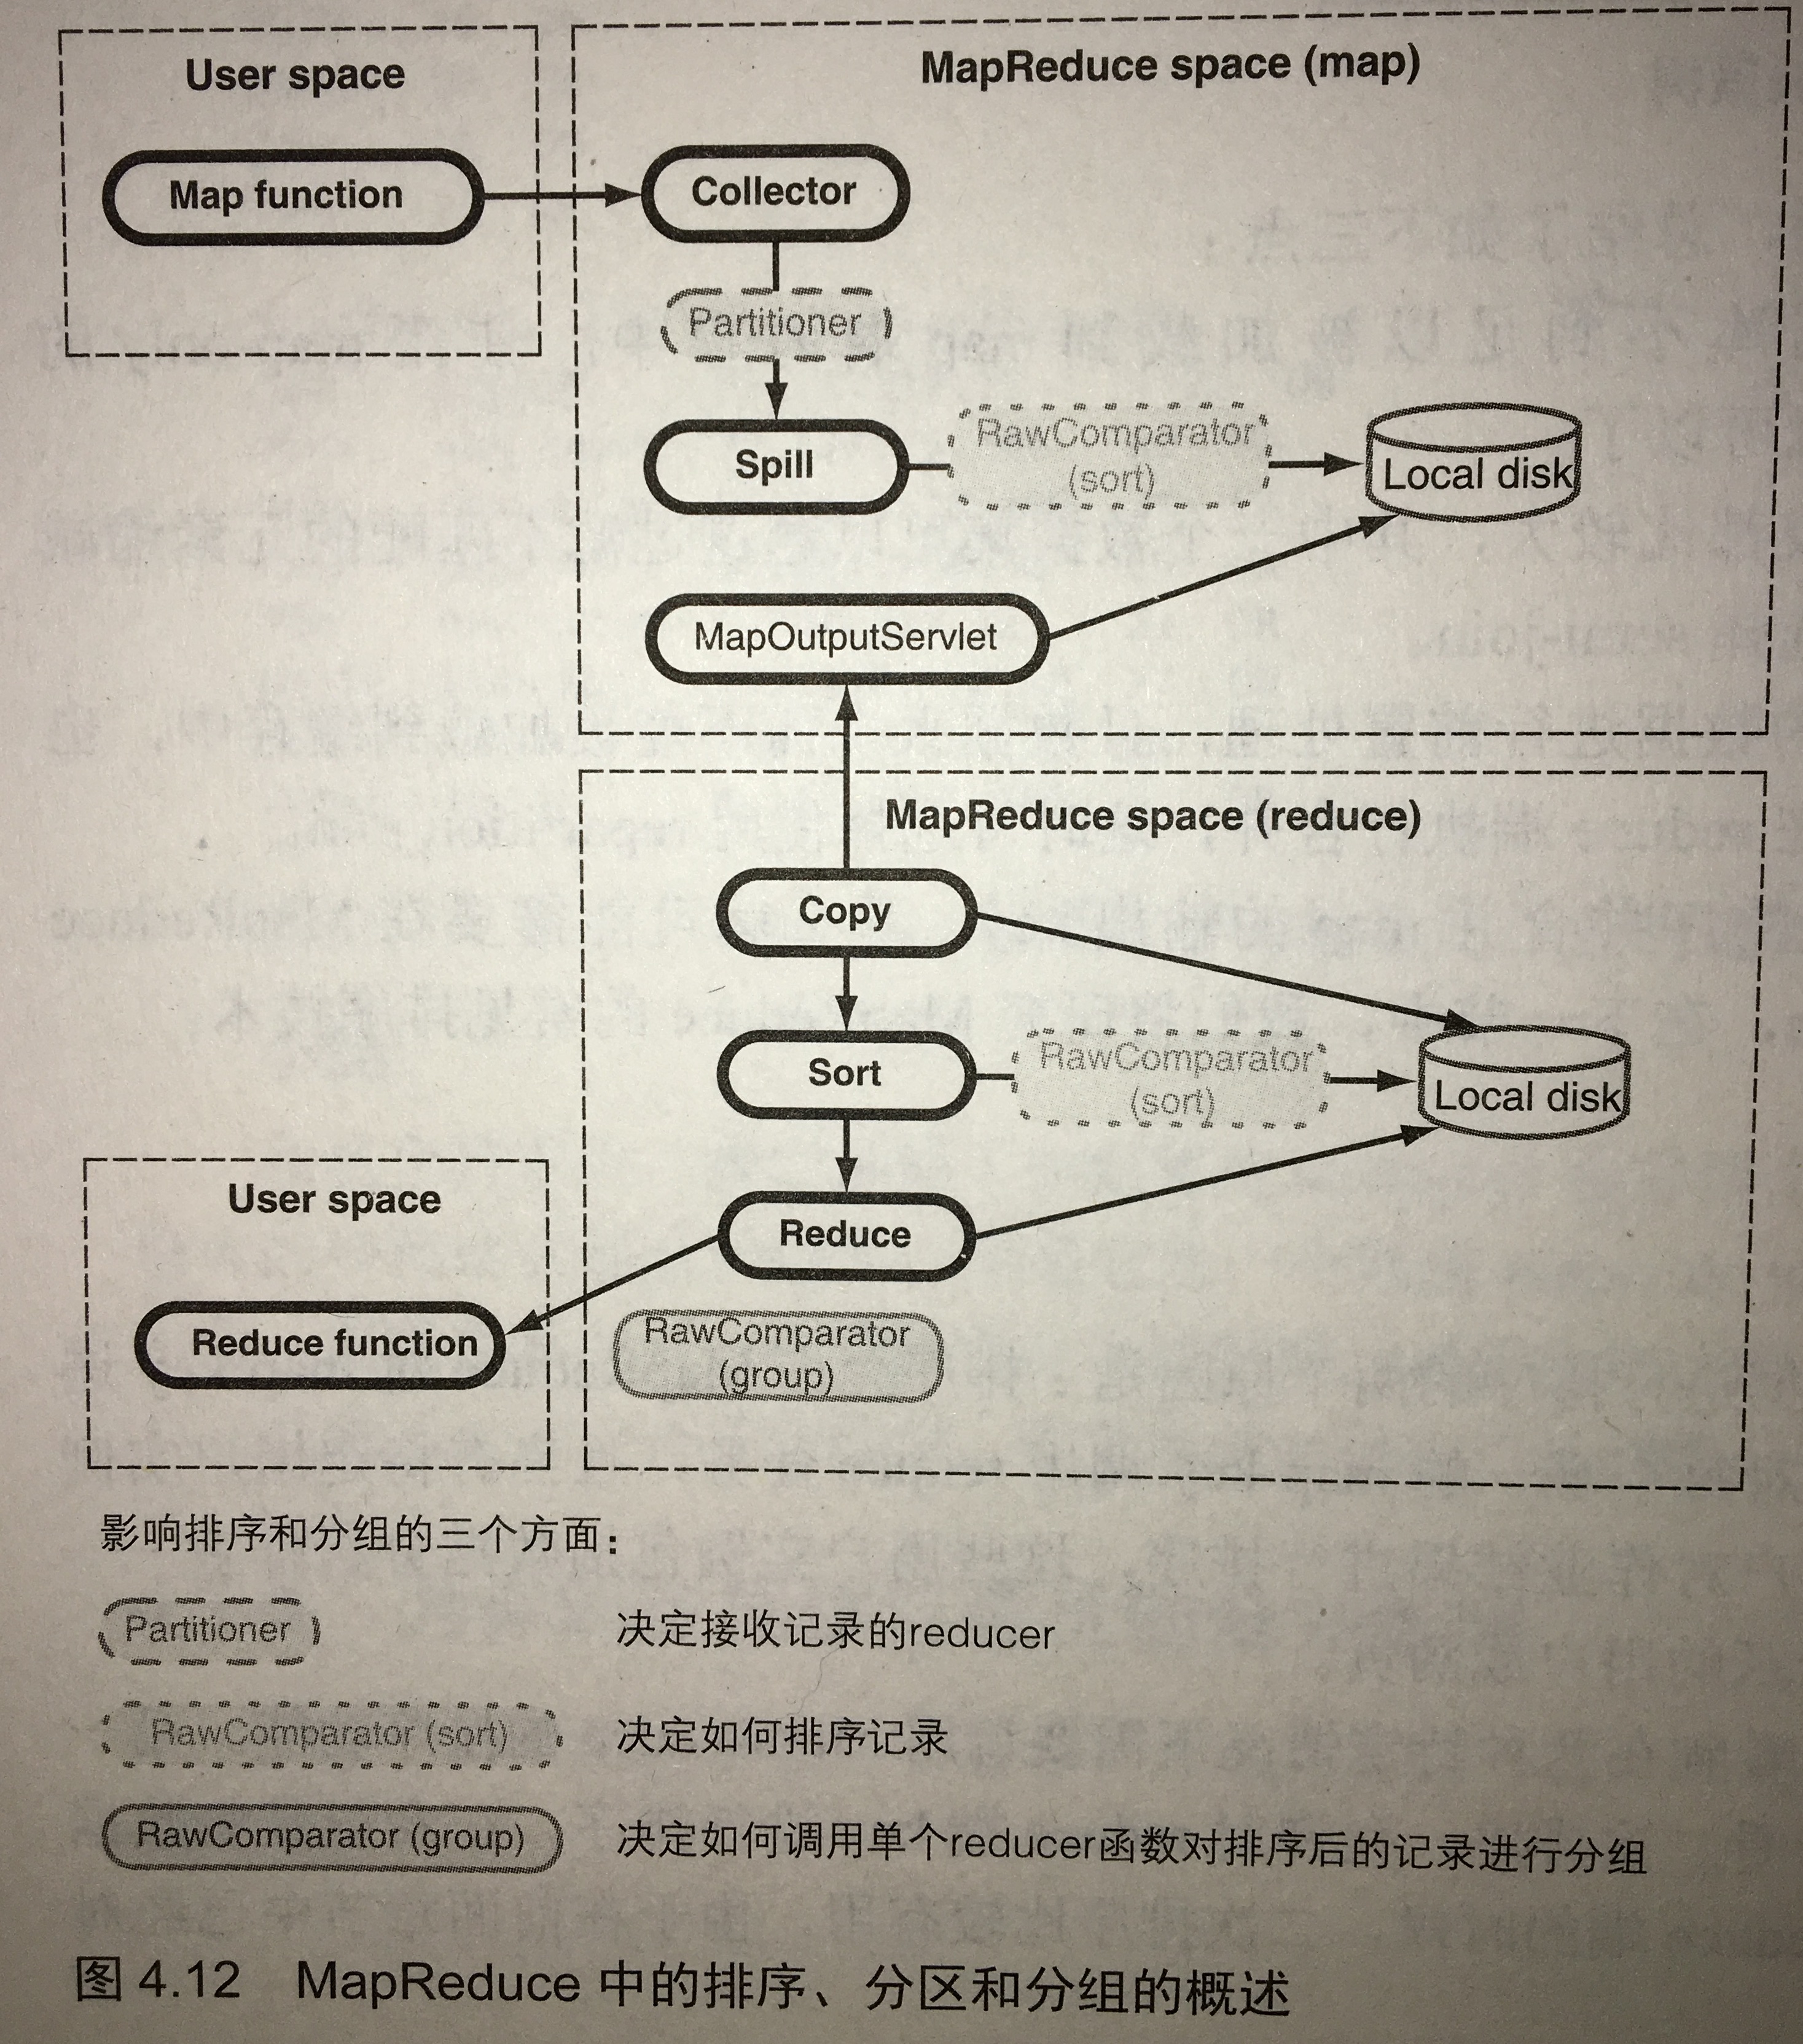 User space
MapReduce space (map)
Map function
Collector
Partitioner
Spill
RawComparator
(sort)
Local disk
MapOutputServlet
MapReduce space (reduce)
Copy
Sort
RawComparator
(sort)
Local disk
User space
Reduce
Reduce function
RawComparator
(group)
影响排序和分组的三个方面：
Partitioner 决定接收记录的reducer
RawComparator (sort) 决定如何排序记录
RawComparator (group) 决定如何调用单个reducer函数对排序后的记录进行分组
图 4.12 MapReduce 中的排序、分区和分组的概述